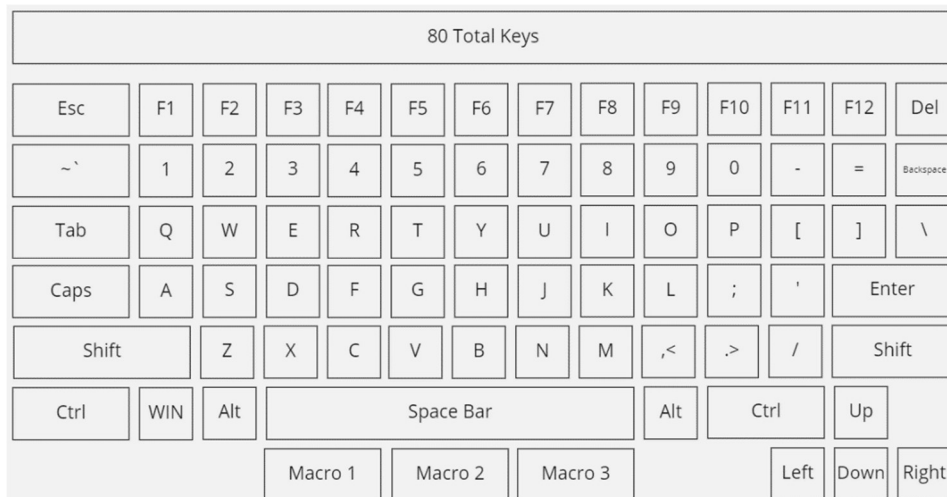 80 Total Keys
Esc F1 F2 F3 F4 F5 F6 F7 F8 F9 F10 F11 F12 Del
~` 1 2 3 4 5 6 7 8 9 0 - = Backspace
Tab Q W E R T Y U I O P [ ] \
Caps A S D F G H J K L ; ' Enter
Shift Z X C V B N M ,< .> / Shift
Ctrl WIN Alt Space Bar Alt Ctrl Up
Macro 1 Macro 2 Macro 3 Left Down Right